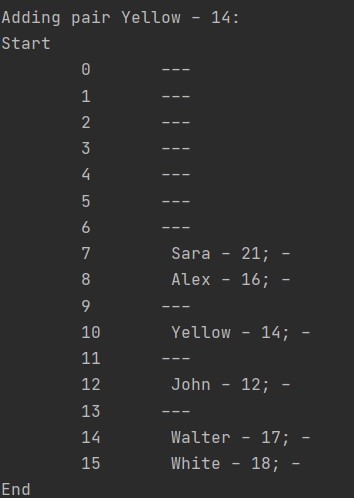 Adding pair Yellow - 14:
Start
0 ---
1 ---
2 ---
3 ---
4 ---
5 ---
6 ---
7 Sara - 21; -
8 Alex - 16; -
9 ---
10 Yellow - 14; -
11 ---
12 John - 12; -
13 ---
14 Walter - 17; -
15 White - 18; -
End